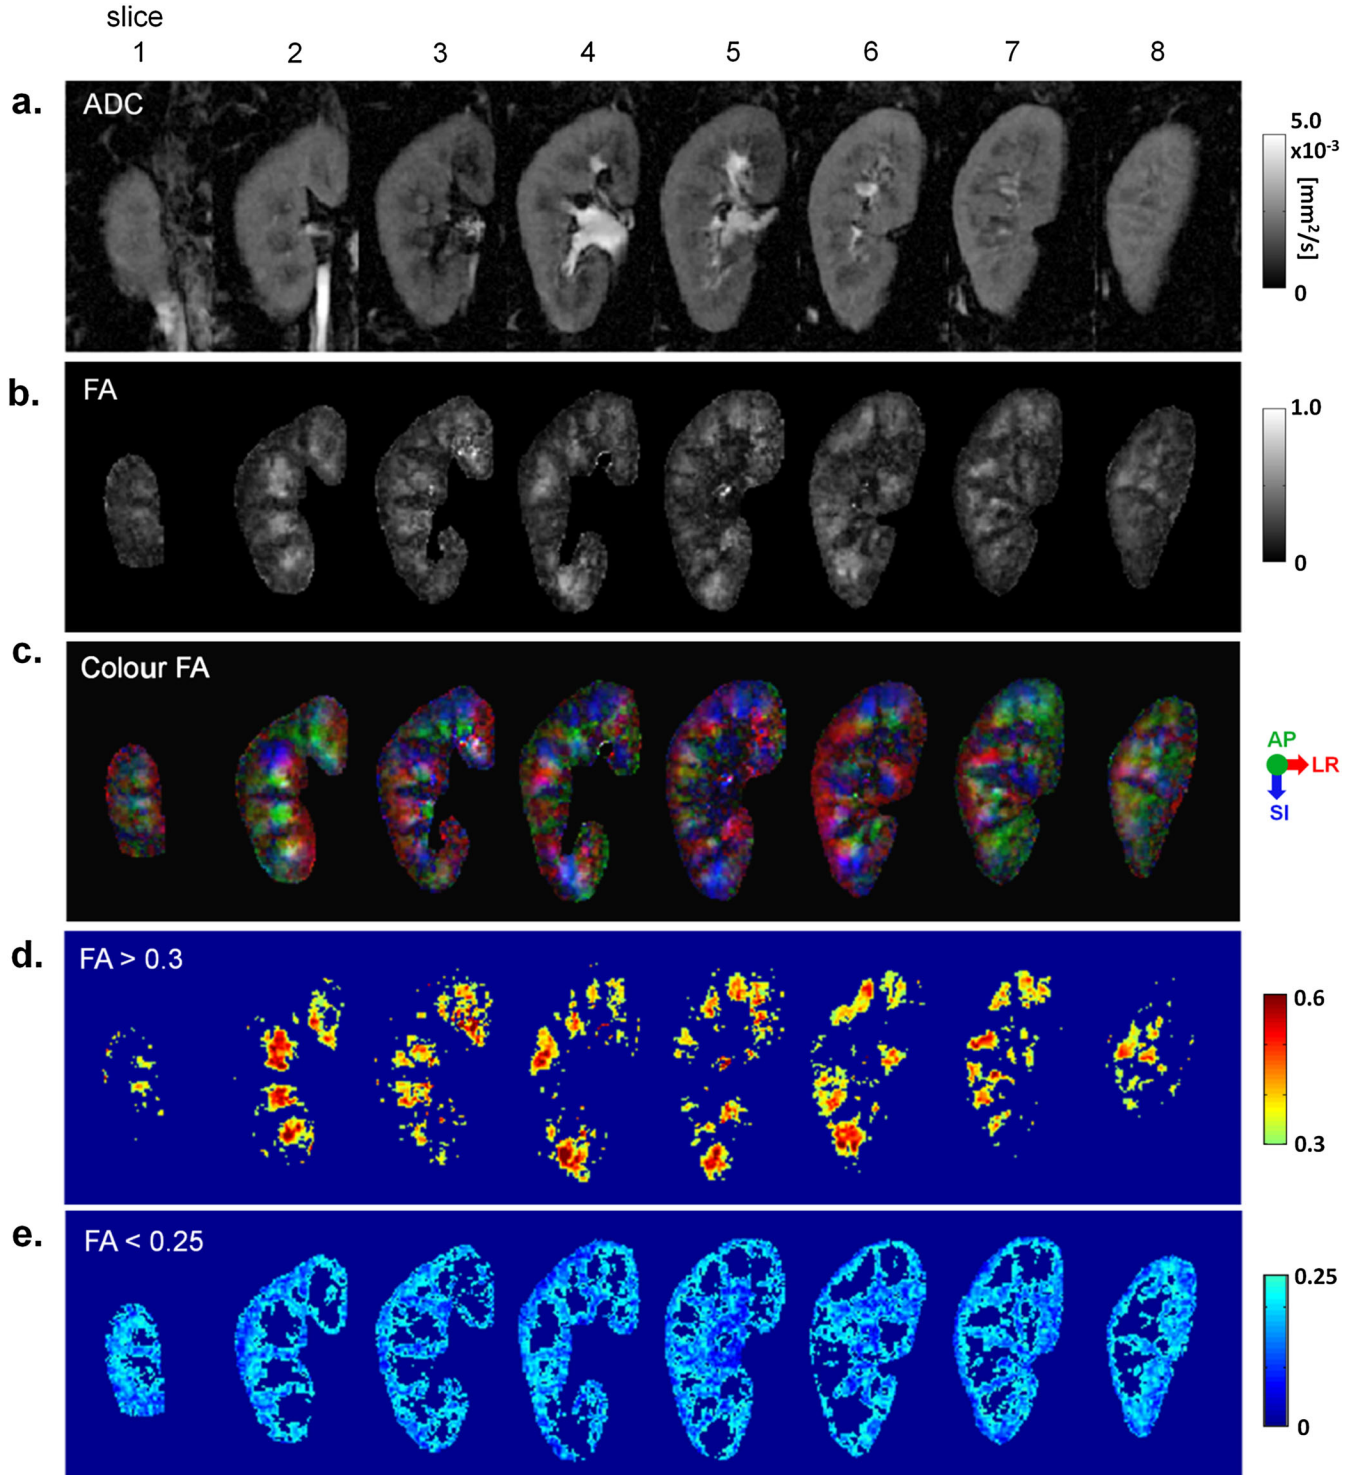 slice
1 2 3 4 5 6 7 8
a.
ADC
5.0
x10-3
[mm2/s]
0
b.
FA
1.0
0
c.
Colour FA
AP
LR
SI
d.
FA > 0.3
0.6
0.3
e.
FA < 0.25
0.25
0